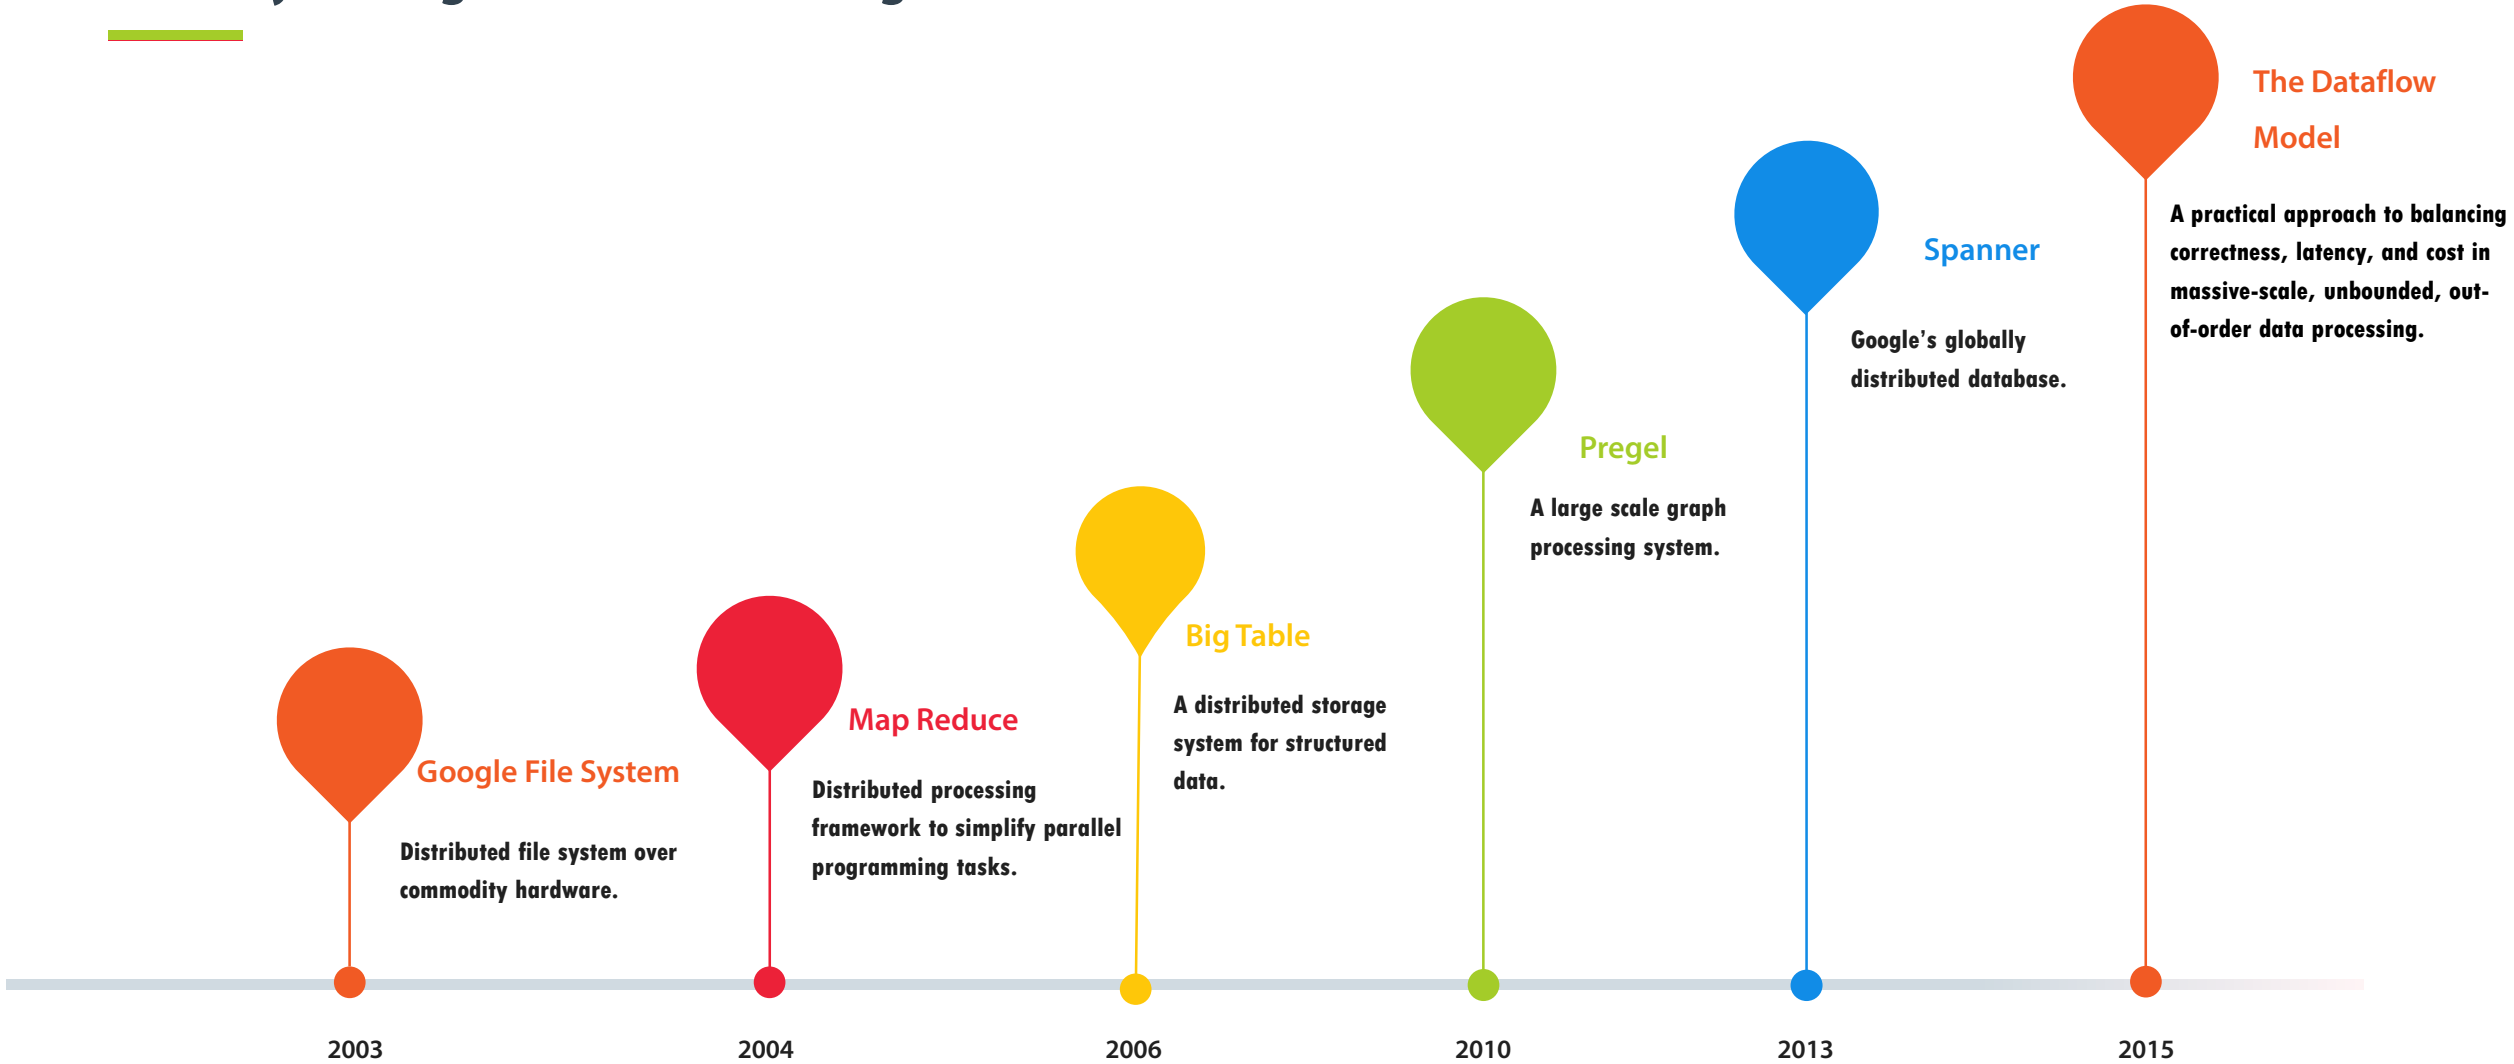 The Dataflow
Model
A practical approach to balancing
correctness, latency, and cost in
massive-scale, unbounded, out-
of-order data processing.
Spanner
Google's globally
distributed database.
Pregel
A large scale graph
processing system.
Big Table
A distributed storage
system for structured
data.
Map Reduce
Distributed processing
framework to simplify parallel
programming tasks.
Google File System
Distributed file system over
commodity hardware.
2003
2004
2006
2010
2013
2015